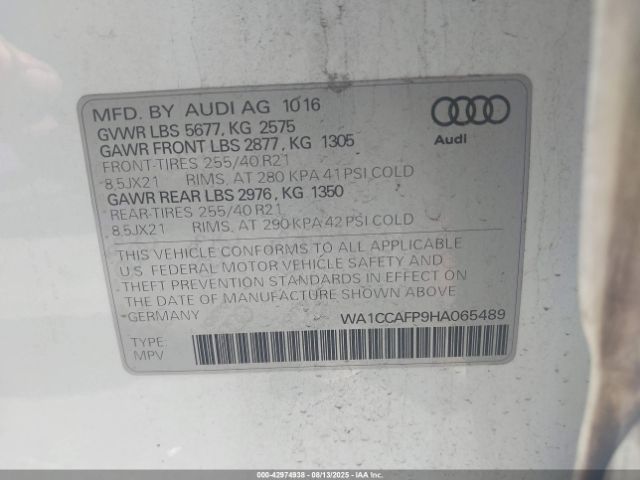 MFD. BY AUDI AG 1016
GVWR LBS 5677, KG 2575
GAWR FRONT LBS 2877, KG 1305
FRONT-TIRES 255/40 R21
8,5JX21 RIMS, AT 280 KPA 41 PSI COLD
GAWR REAR LBS 2976, KG 1350
REAR-TIRES 255/40 R21
8,5JX21 RIMS, AT 290 KPA 42 PSI COLD
Audi
THIS VEHICLE CONFORMS TO ALL APPLICABLE
U.S. FEDERAL MOTOR VEHICLE SAFETY AND
THEFT PREVENTION STANDARDS IN EFFECT ON
THE DATE OF MANUFACTURE SHOWN ABOVE.
GERMANY WA1CCAFP9HA065489
TYPE:
MPV
000-42974938 - 08/13/2025 - IAAI.COM